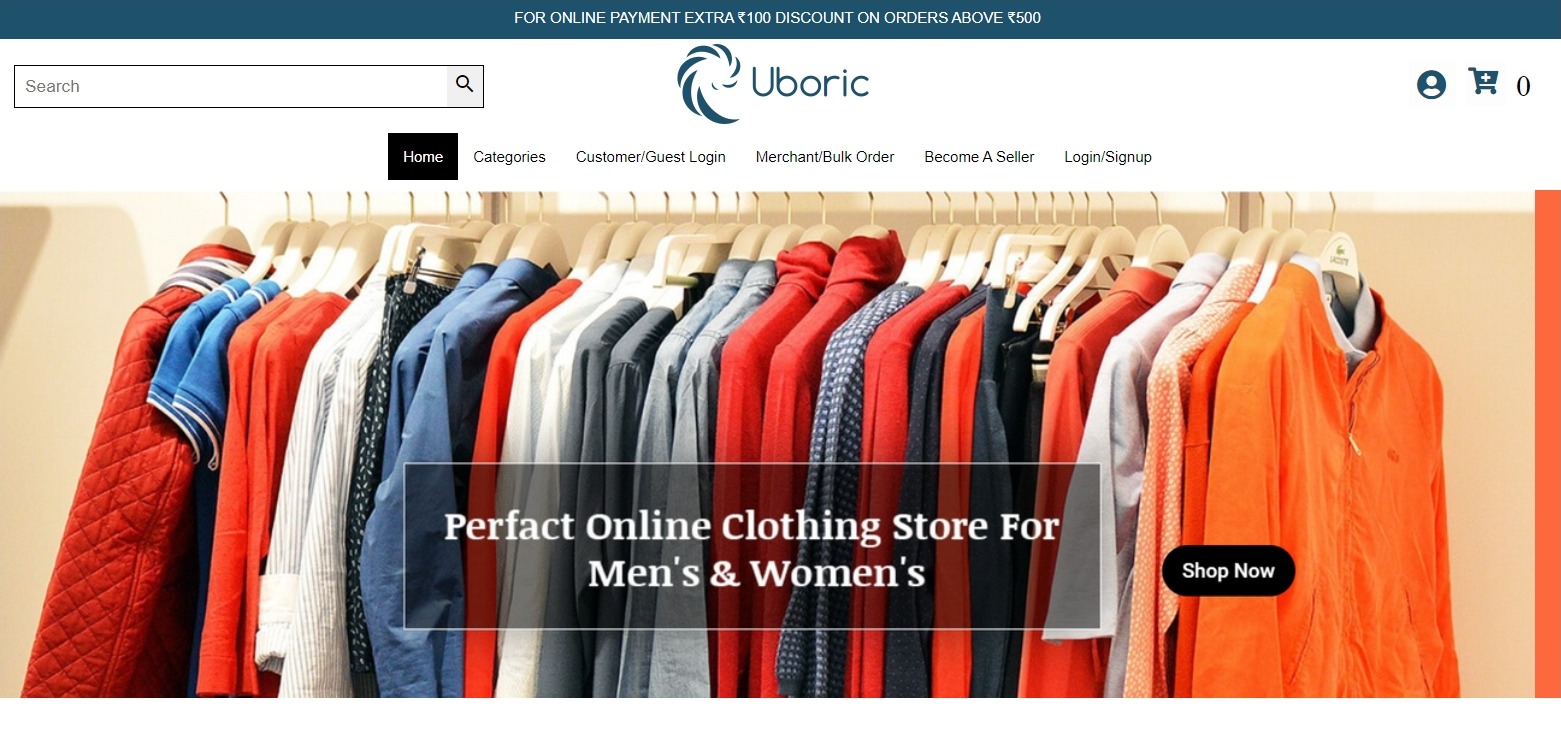 FOR ONLINE PAYMENT EXTRA ₹100 DISCOUNT ON ORDERS ABOVE ₹500
Search
Uboric
0
Home Categories Customer/Guest Login Merchant/Bulk Order Become A Seller Login/Signup
LACOSTE
Perfact Online Clothing Store For
Men's & Women's
Shop Now